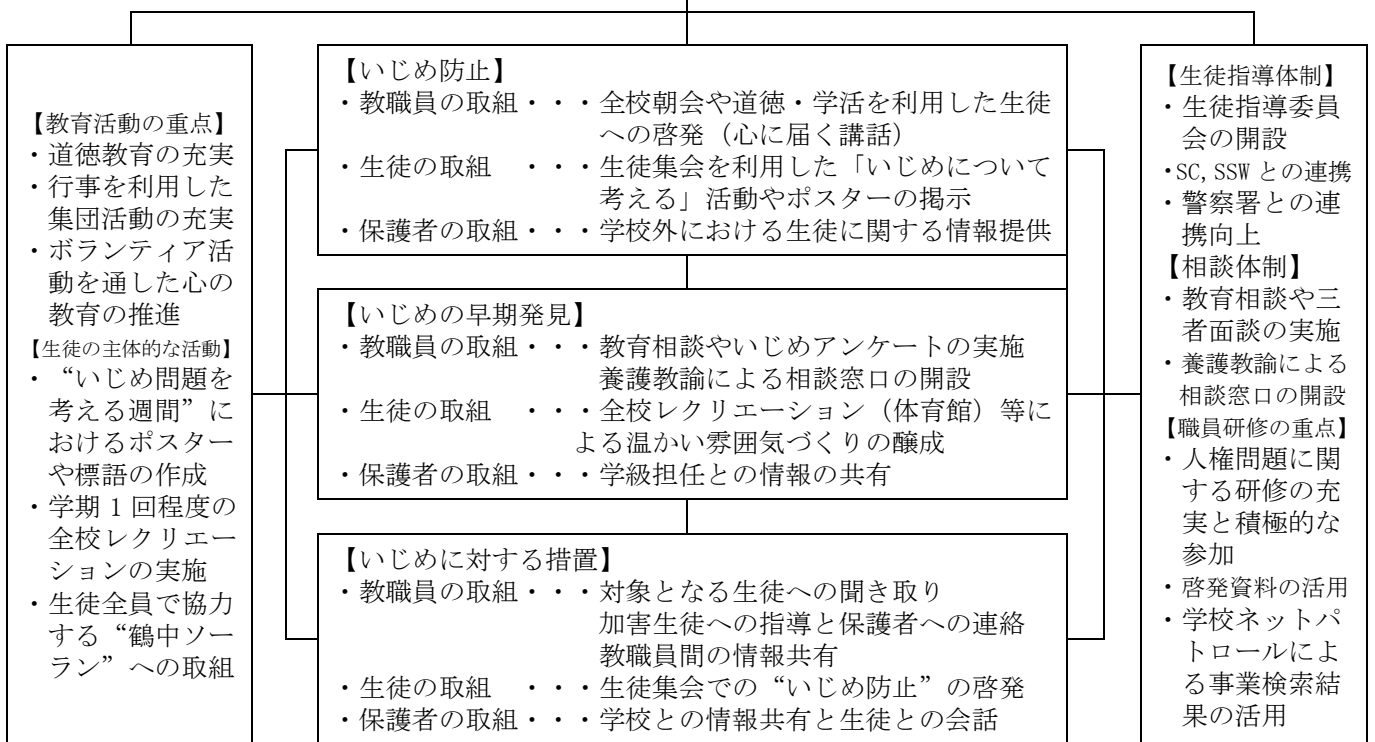 【教育活動の重点】
・道徳教育の充実
・行事を利用した
集団活動の充実
・ボランティア活
動を通した心の
教育の推進
【生徒の主体的な活動】
・“いじめ問題を
考える週間”に
おけるポスター
や標語の作成
・学期1回程度の
全校レクリエー
ションの実施
・生徒全員で協力
する“鶴中ソー
ラン”への取組
【いじめ防止】
・教職員の取組・・・全校朝会や道徳・学活を利用した生徒
への啓発（心に届く講話）
・生徒の取組　・・・生徒集会を利用した「いじめについて
考える」活動やポスターの掲示
・保護者の取組・・・学校外における生徒に関する情報提供
【いじめの早期発見】
・教職員の取組・・・教育相談やいじめアンケートの実施
養護教諭による相談窓口の開設
・生徒の取組　・・・全校レクリエーション（体育館）等に
よる温かい雰囲気づくりの醸成
・保護者の取組・・・学級担任との情報の共有
【いじめに対する措置】
・教職員の取組・・・対象となる生徒への聞き取り
加害生徒への指導と保護者への連絡
教職員間の情報共有
・生徒の取組　・・・生徒集会での“いじめ防止”の啓発
・保護者の取組・・・学校との情報共有と生徒との会話
【生徒指導体制】
・生徒指導委員
会の開設
・SC,SSWとの連携
・警察署との連
携向上
【相談体制】
・教育相談や三
者面談の実施
・養護教諭による
相談窓口の開設
【職員研修の重点】
・人権問題に関
する研修の充
実と積極的な
参加
・啓発資料の活用
・学校ネットパ
トロールによ
る事業検索結
果の活用